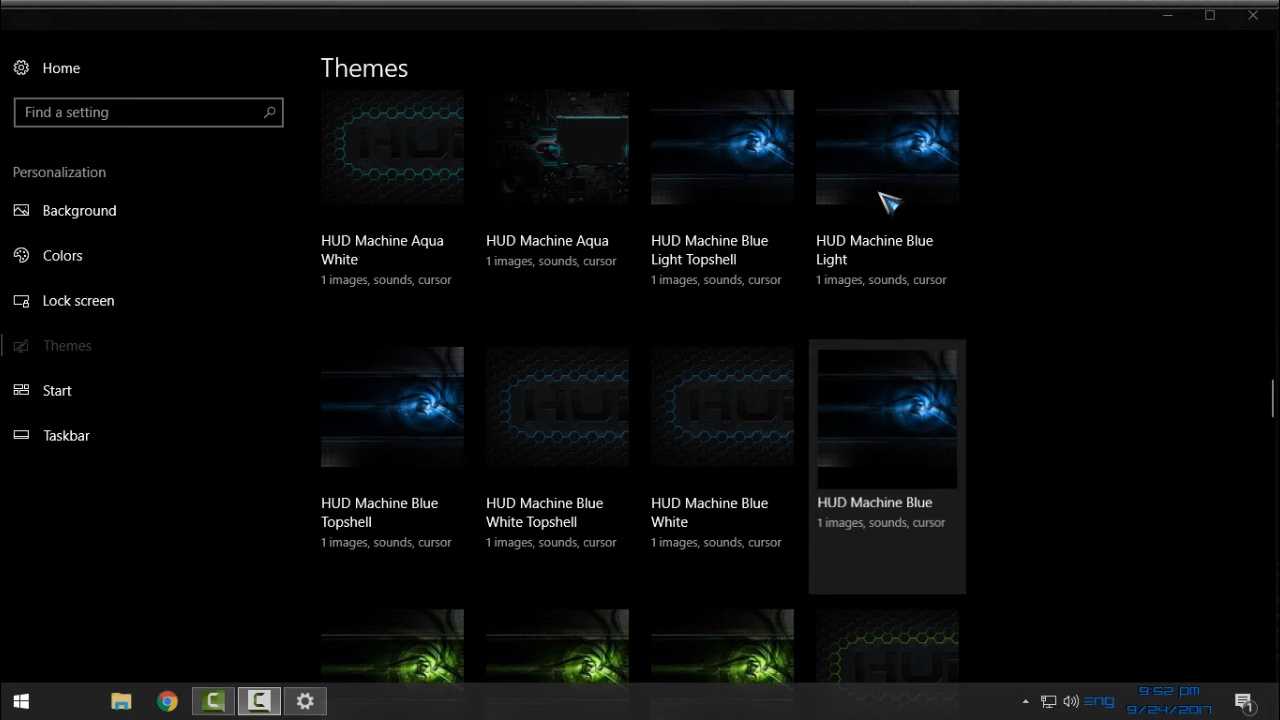 Home
Find a setting
Personalization
Background
Colors
Lock screen
Themes
Start
Taskbar
Themes
HUD Machine Aqua
White
1 images, sounds, cursor
HUD Machine Aqua
1 images, sounds, cursor
HUD Machine Blue
Light Topshell
1 images, sounds, cursor
HUD Machine Blue
Light
1 images, sounds, cursor
HUD Machine Blue
Topshell
1 images, sounds, cursor
HUD Machine Blue
White Topshell
1 images, sounds, cursor
HUD Machine Blue
White
1 images, sounds, cursor
HUD Machine Blue
1 images, sounds, cursor
ENG
9:52 PM
9/24/2017
1